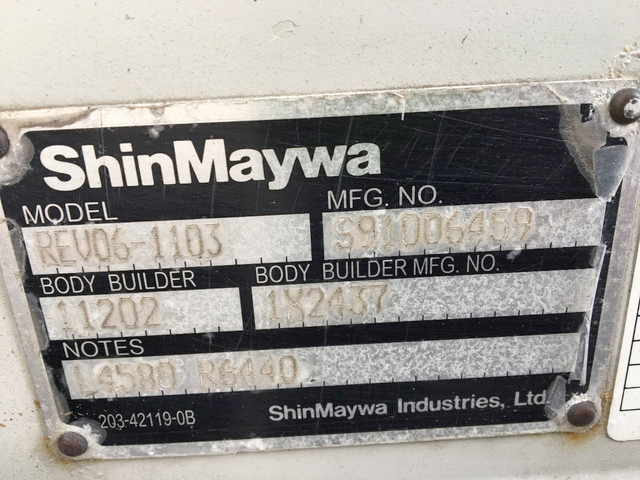 ShinMaywa
MODEL
REV06-1103
MFG. NO.
S91006459
BODY BUILDER
11202
BODY BUILDER MFG. NO.
1Y2437
NOTES
L4580 R6440
203-42119-0B
ShinMaywa Industries, Ltd.